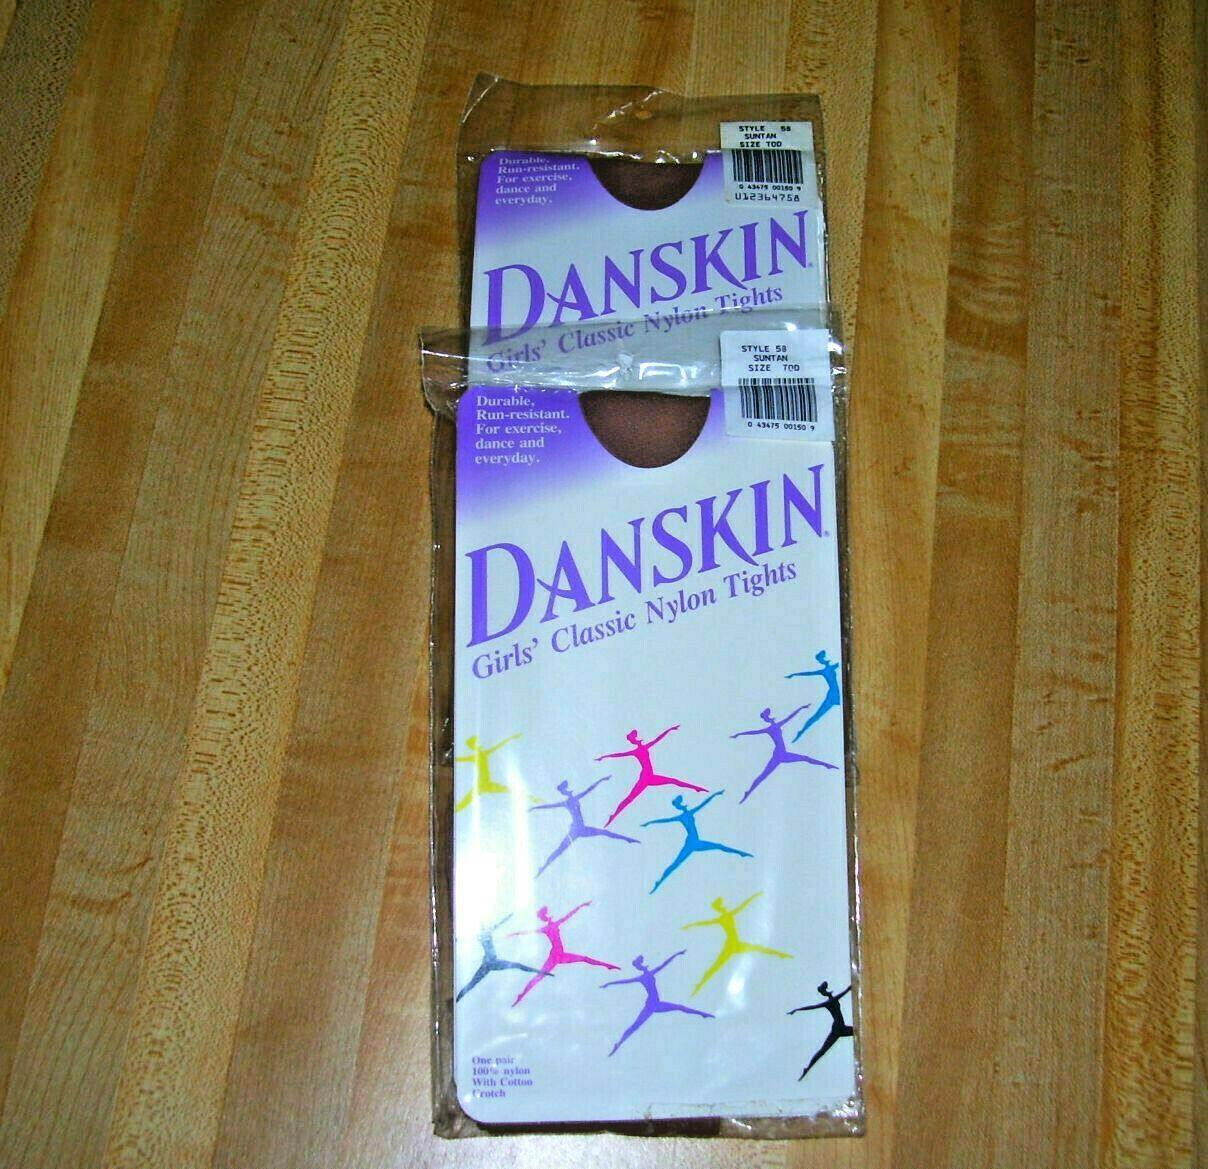 STYLE 58
SUNTAN
SIZE TOD
0 43475 00150 9
U12364758
Durable.
Run-resistant.
For exercise,
dance and
everyday.
DANSKIN
Girls' Classic Nylon Tights
STYLE 58
SUNTAN
SIZE TOD
0 43475 00150 9
Durable,
Run-resistant.
For exercise,
dance and
everyday.
DANSKIN
Girls' Classic Nylon Tights
One pair
100% nylon
With Cotton
Crotch